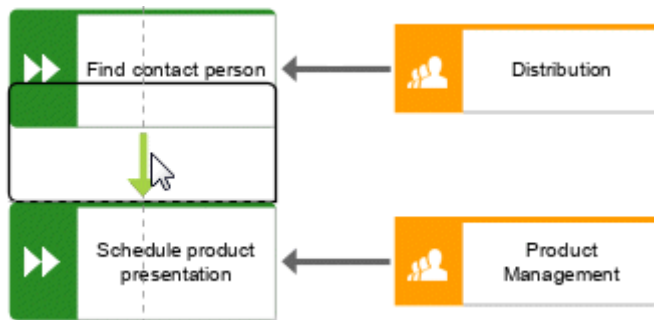 Find contact person
Distribution
Schedule product
presentation
Product
Management